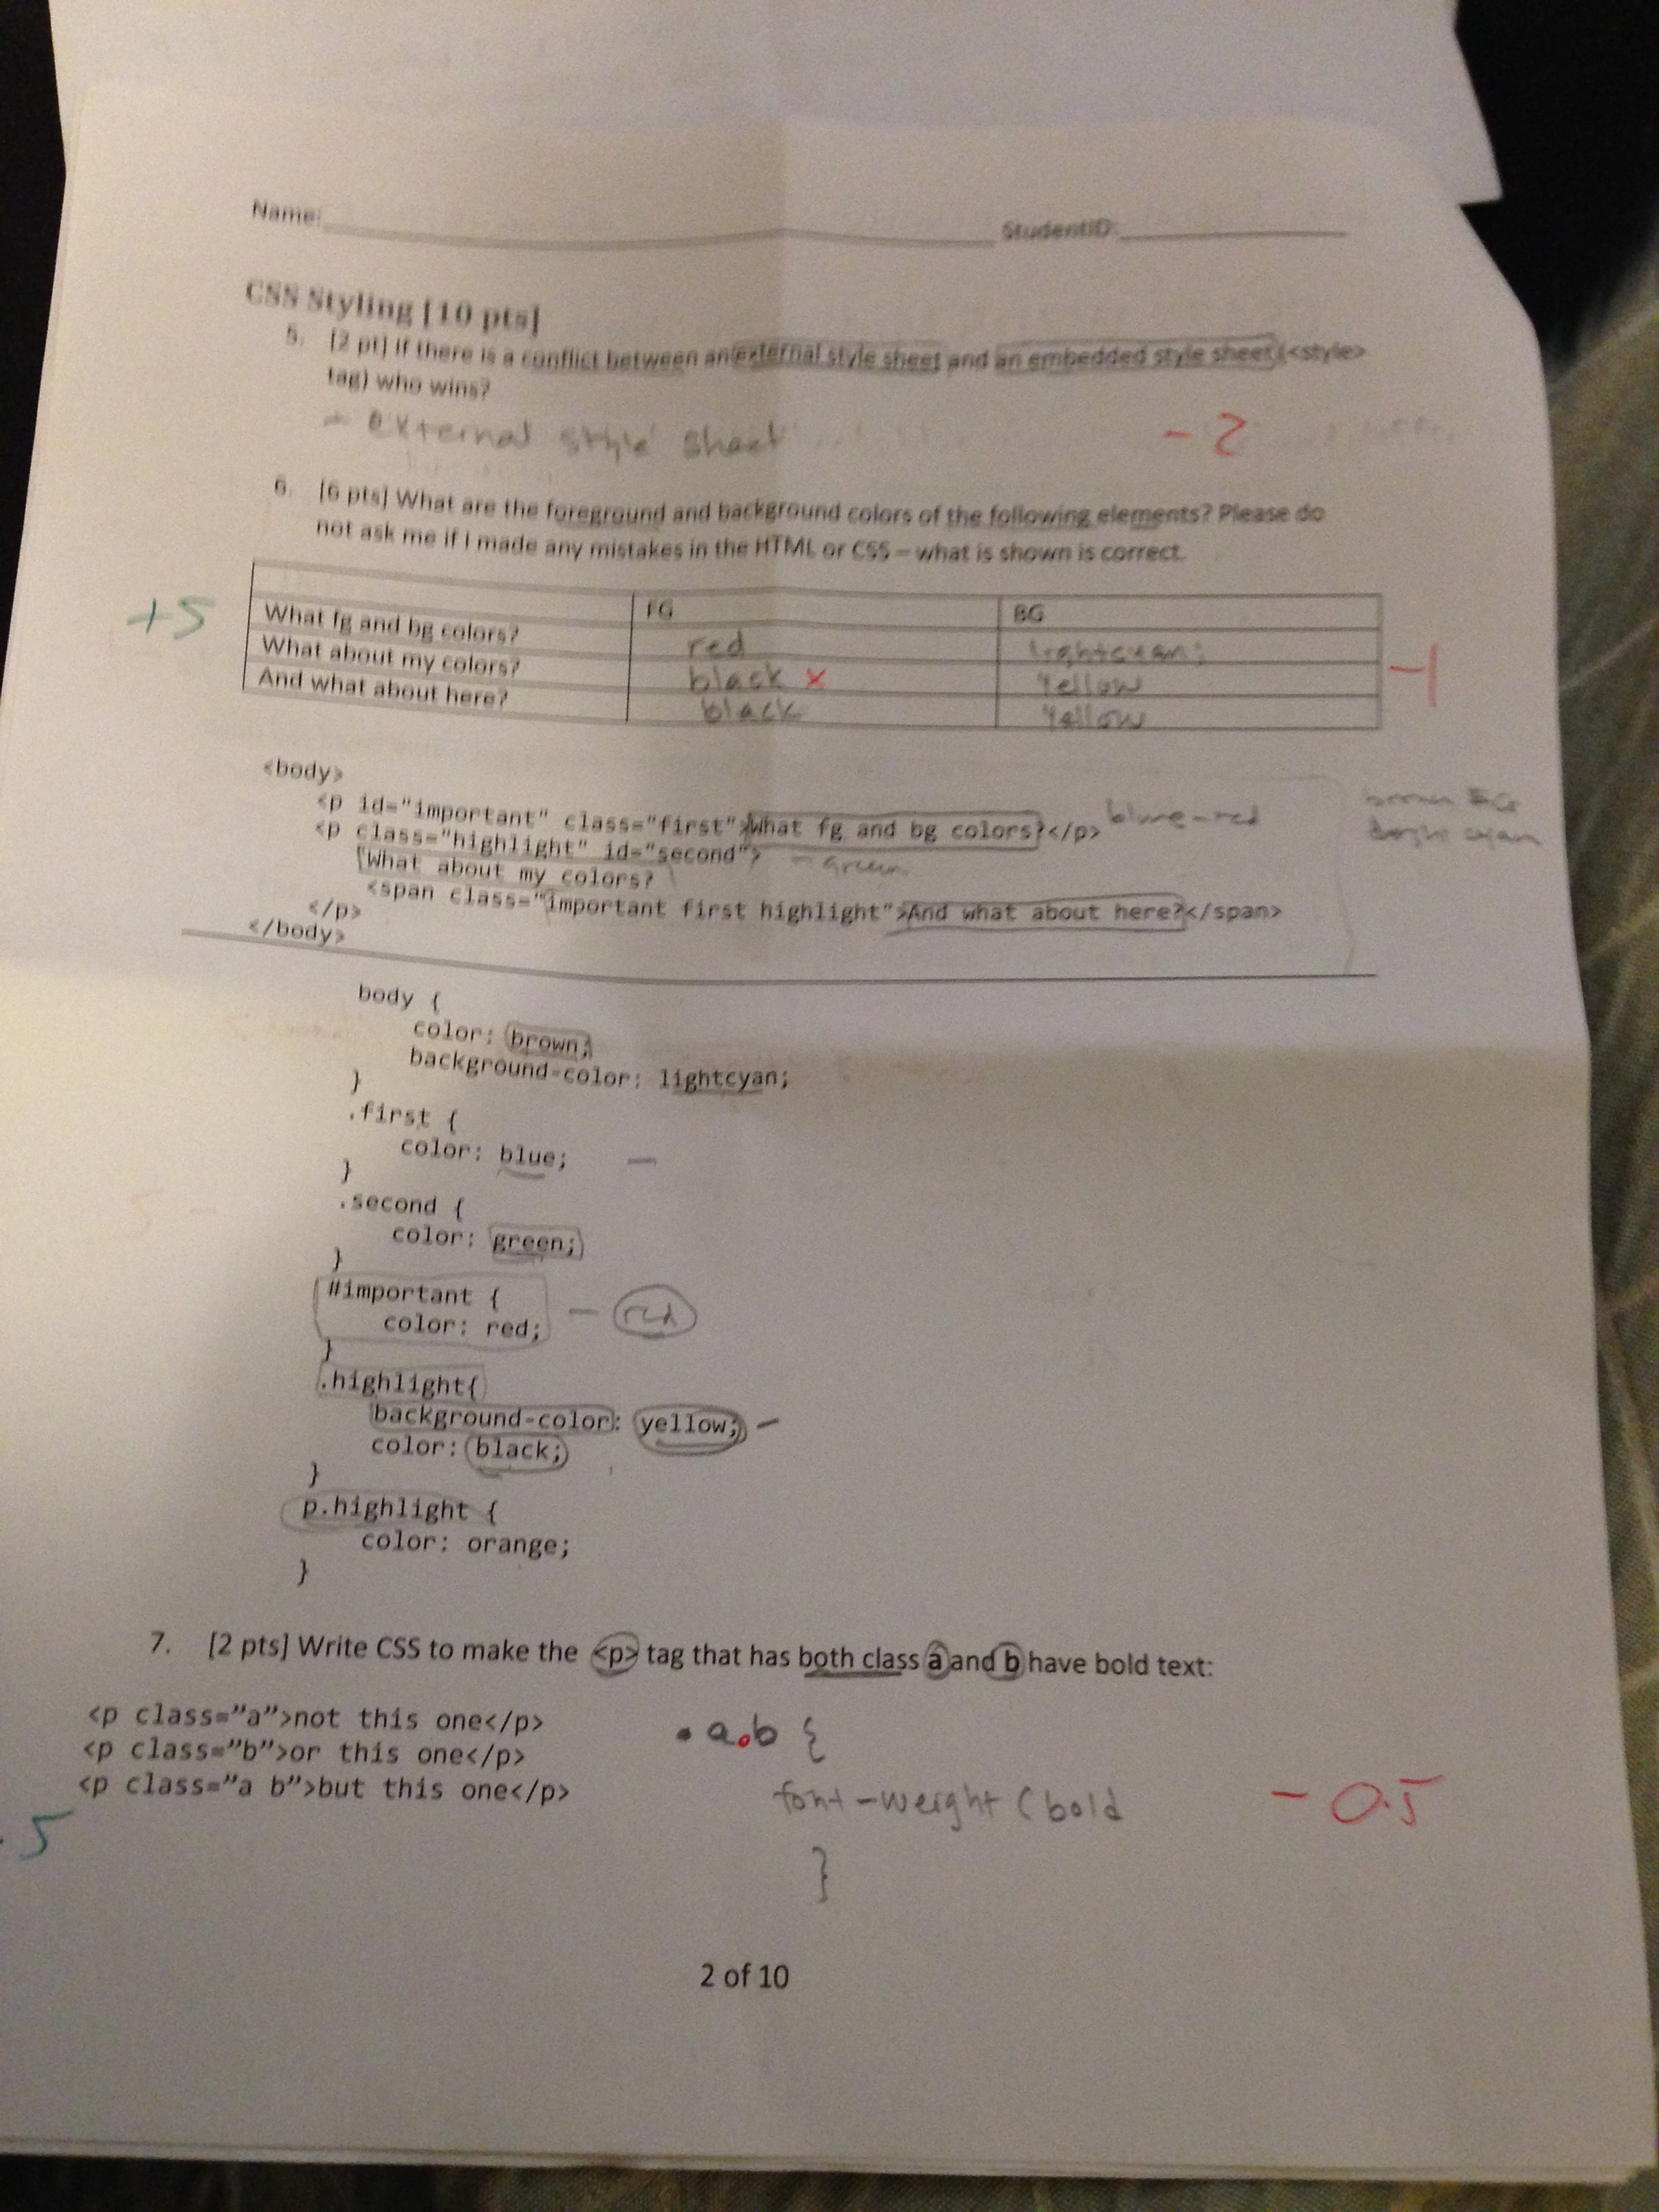 Name: StudentID:
CSS Styling [10 pts]
5. [2 pt] If there is a conflict between an external style sheet and an embedded style sheet (<style>
tag) who wins?
- external style sheet - 2
6. [6 pts] What are the foreground and background colors of the following elements? Please do
not ask me if I made any mistakes in the HTML or CSS – what is shown is correct.
+5
FG BG
What fg and bg colors? red lightcyan;
What about my colors? black x Yellow -1
And what about here? black Yellow
<body>
<p id="important" class="first">What fg and bg colors?</p> blue-red
<p class="highlight" id="second"> - green
What about my colors?
<span class="important first highlight">And what about here?</span>
</p>
</body>
brown
cyan
body {
color: brown;
background-color: lightcyan;
}
.first {
color: blue; -
}
.second {
color: green;
}
#important { - red
color: red;
}
.highlight{
background-color: yellow; -
color: black;
}
p.highlight {
color: orange;
}
7. [2 pts] Write CSS to make the <p> tag that has both class a and b have bold text:
<p class=”a”>not this one</p>
<p class=”b”>or this one</p>
<p class=”a b”>but this one</p>
.a.b {
font-weight (bold - 0.5
}
.5
2 of 10